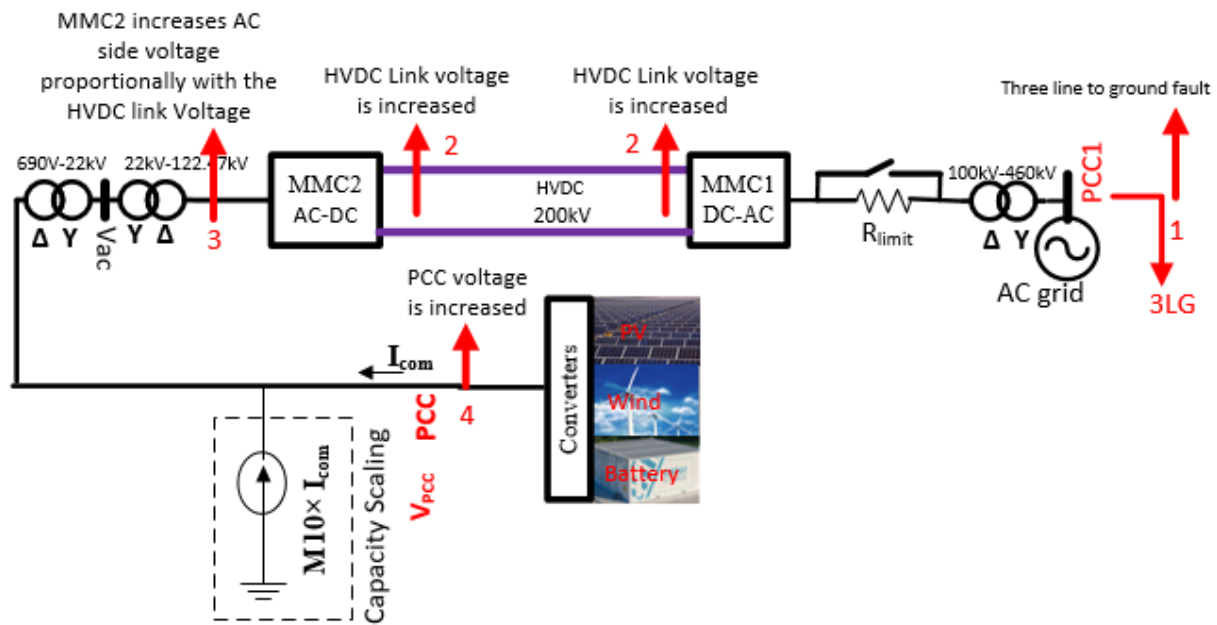 MMC2 increases AC
side voltage
proportionally with the
HVDC link Voltage
HVDC Link voltage
is increased
HVDC Link voltage
is increased
Three line to ground fault
690V-22kV
22kV-122.47kV
2
2
3
MMC2
AC-DC
HVDC
200kV
MMC1
DC-AC
Rlimit
100kV-460kV
PCC1
1
3LG
AC grid
Δ Y
Vac
Y Δ
Δ Y
PCC voltage
is increased
Icom
4
PCC
VPCC
Converters
PV
Wind
Battery
M10× Icom
Capacity Scaling